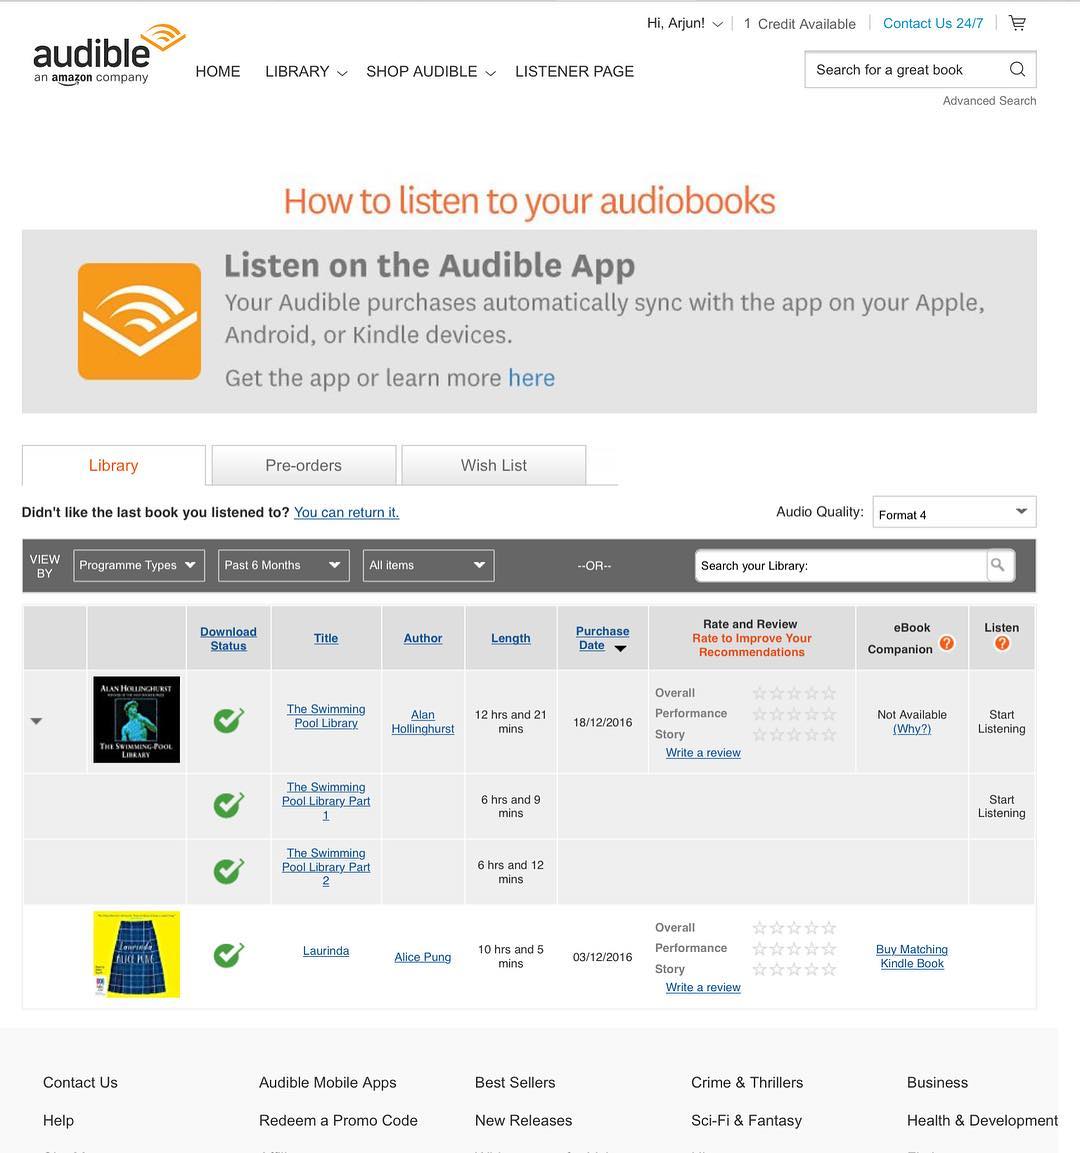 Hi, Arjun!
1 Credit Available
Contact Us 24/7
audible
an amazon company
HOME
LIBRARY
SHOP AUDIBLE
LISTENER PAGE
Search for a great book
Advanced Search
How to listen to your audiobooks
Listen on the Audible App
Your Audible purchases automatically sync with the app on your Apple,
Android, or Kindle devices.
Get the app or learn more here
Library
Pre-orders
Wish List
Didn't like the last book you listened to? You can return it.
Audio Quality:
Format 4
VIEW
BY
Programme Types
Past 6 Months
All items
--OR--
Search your Library:
Download
Status
Title
Author
Length
Purchase
Date
Rate and Review
Rate to Improve Your
Recommendations
eBook
Companion ?
Listen
?
ALAN HOLLINGHURST
THE SWIMMING-POOL
LIBRARY
The Swimming
Pool Library
Alan
Hollinghurst
12 hrs and 21
mins
18/12/2016
Overall
Performance
Story
Write a review
Not Available
(Why?)
Start
Listening
The Swimming
Pool Library Part
1
6 hrs and 9
mins
Start
Listening
The Swimming
Pool Library Part
2
6 hrs and 12
mins
Laurinda
ALICE PUNG
Laurinda
Alice Pung
10 hrs and 5
mins
03/12/2016
Overall
Performance
Story
Write a review
Buy Matching
Kindle Book
Contact Us
Audible Mobile Apps
Best Sellers
Crime & Thrillers
Business
Help
Redeem a Promo Code
New Releases
Sci-Fi & Fantasy
Health & Development